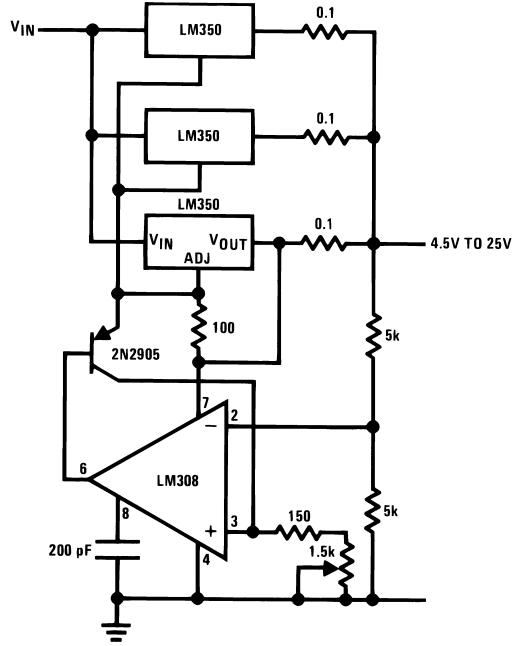 V_IN
LM350
0.1
LM350
0.1
LM350
V_IN
V_OUT
ADJ
0.1
4.5V TO 25V
100
5k
2N2905
7
2
6
LM308
−
+
8
3
150
5k
200 pF
4
1.5k